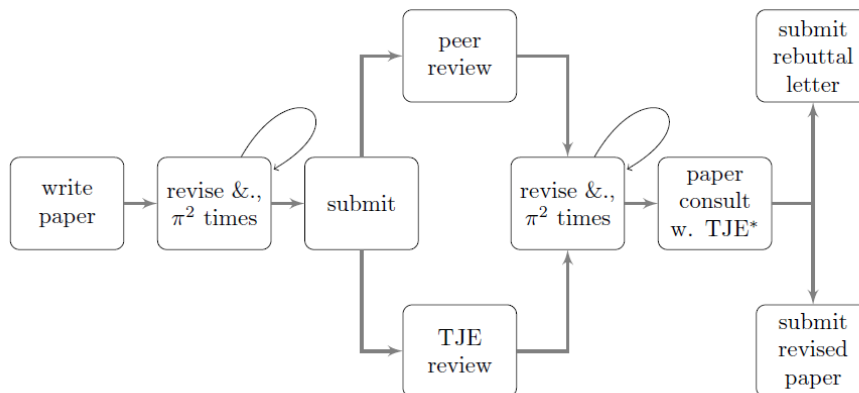 write
paper
revise &.,
π² times
submit
peer
review
TJE
review
revise &.,
π² times
paper
consult
w. TJE*
submit
rebuttal
letter
submit
revised
paper